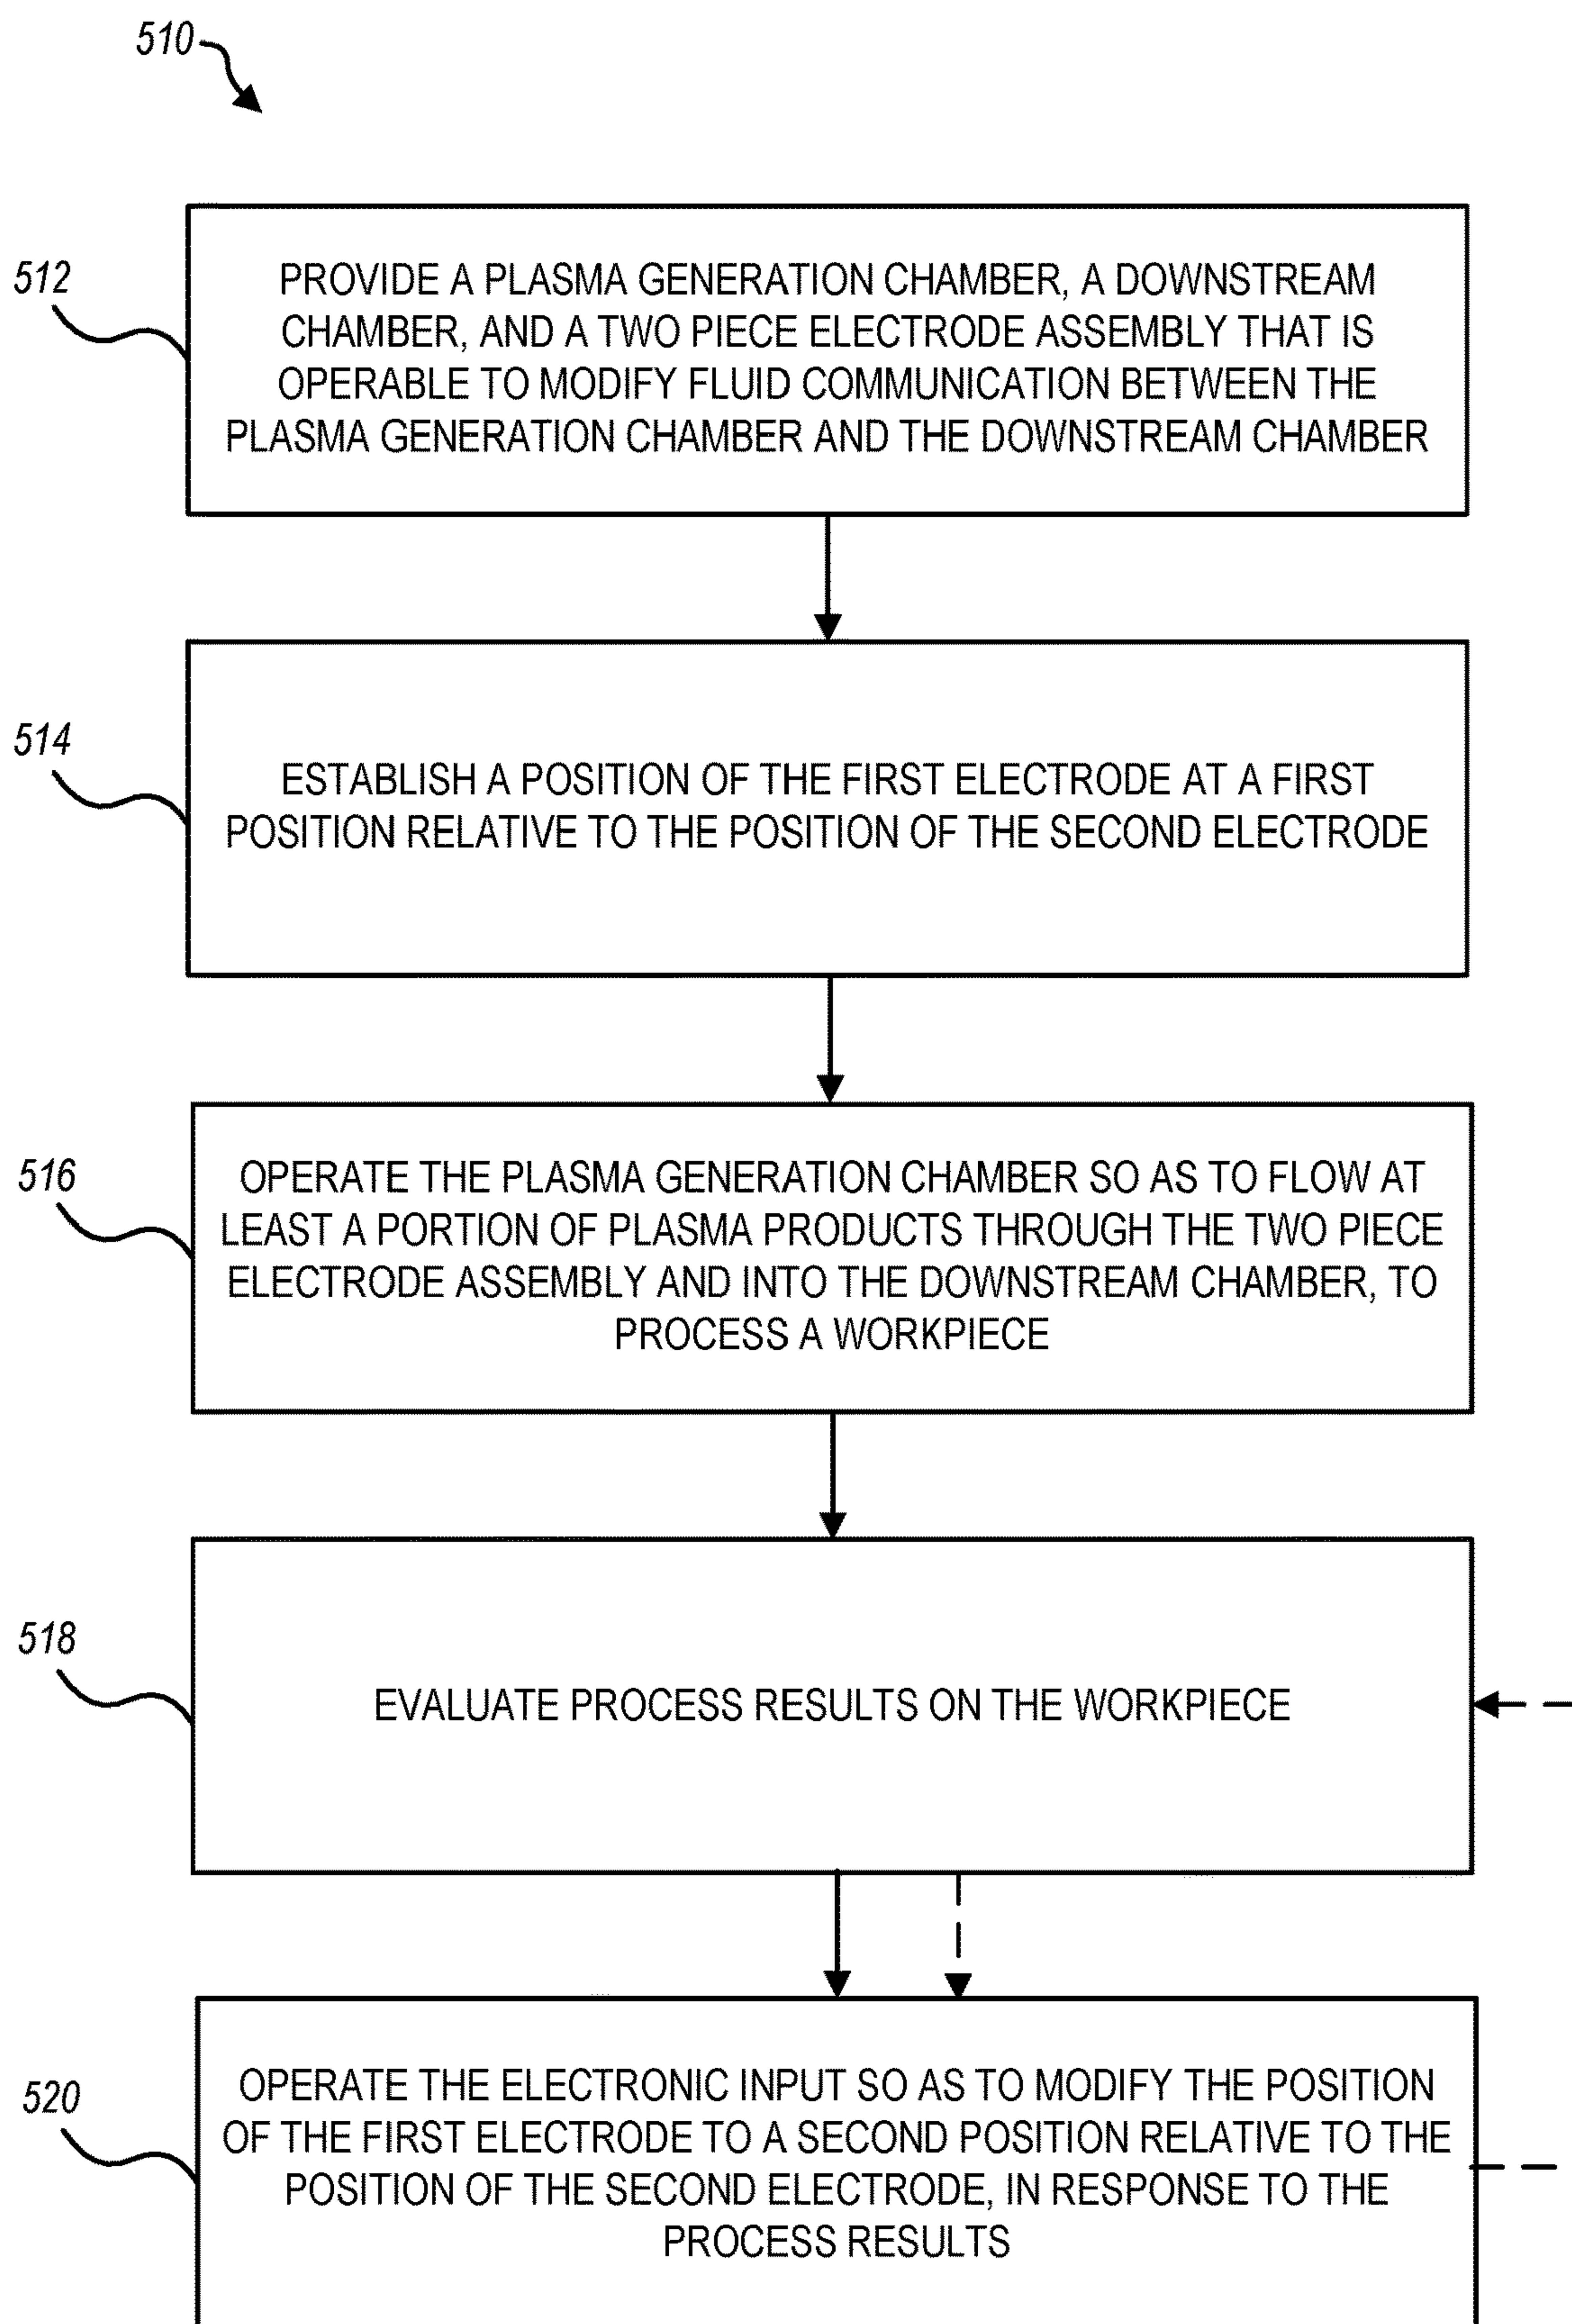 510
512
PROVIDE A PLASMA GENERATION CHAMBER, A DOWNSTREAM
CHAMBER, AND A TWO PIECE ELECTRODE ASSEMBLY THAT IS
OPERABLE TO MODIFY FLUID COMMUNICATION BETWEEN THE
PLASMA GENERATION CHAMBER AND THE DOWNSTREAM CHAMBER
514
ESTABLISH A POSITION OF THE FIRST ELECTRODE AT A FIRST
POSITION RELATIVE TO THE POSITION OF THE SECOND ELECTRODE
516
OPERATE THE PLASMA GENERATION CHAMBER SO AS TO FLOW AT
LEAST A PORTION OF PLASMA PRODUCTS THROUGH THE TWO PIECE
ELECTRODE ASSEMBLY AND INTO THE DOWNSTREAM CHAMBER, TO
PROCESS A WORKPIECE
518
EVALUATE PROCESS RESULTS ON THE WORKPIECE
520
OPERATE THE ELECTRONIC INPUT SO AS TO MODIFY THE POSITION
OF THE FIRST ELECTRODE TO A SECOND POSITION RELATIVE TO THE
POSITION OF THE SECOND ELECTRODE, IN RESPONSE TO THE
PROCESS RESULTS